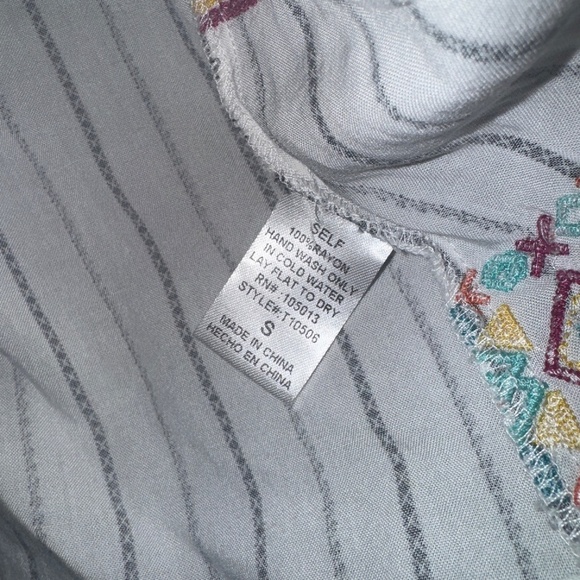 SELF
100%RAYON
HAND WASH ONLY
IN COLD WATER
LAY FLAT TO DRY
RN# 105013
STYLE#:T10506
S
MADE IN CHINA
HECHO EN CHINA